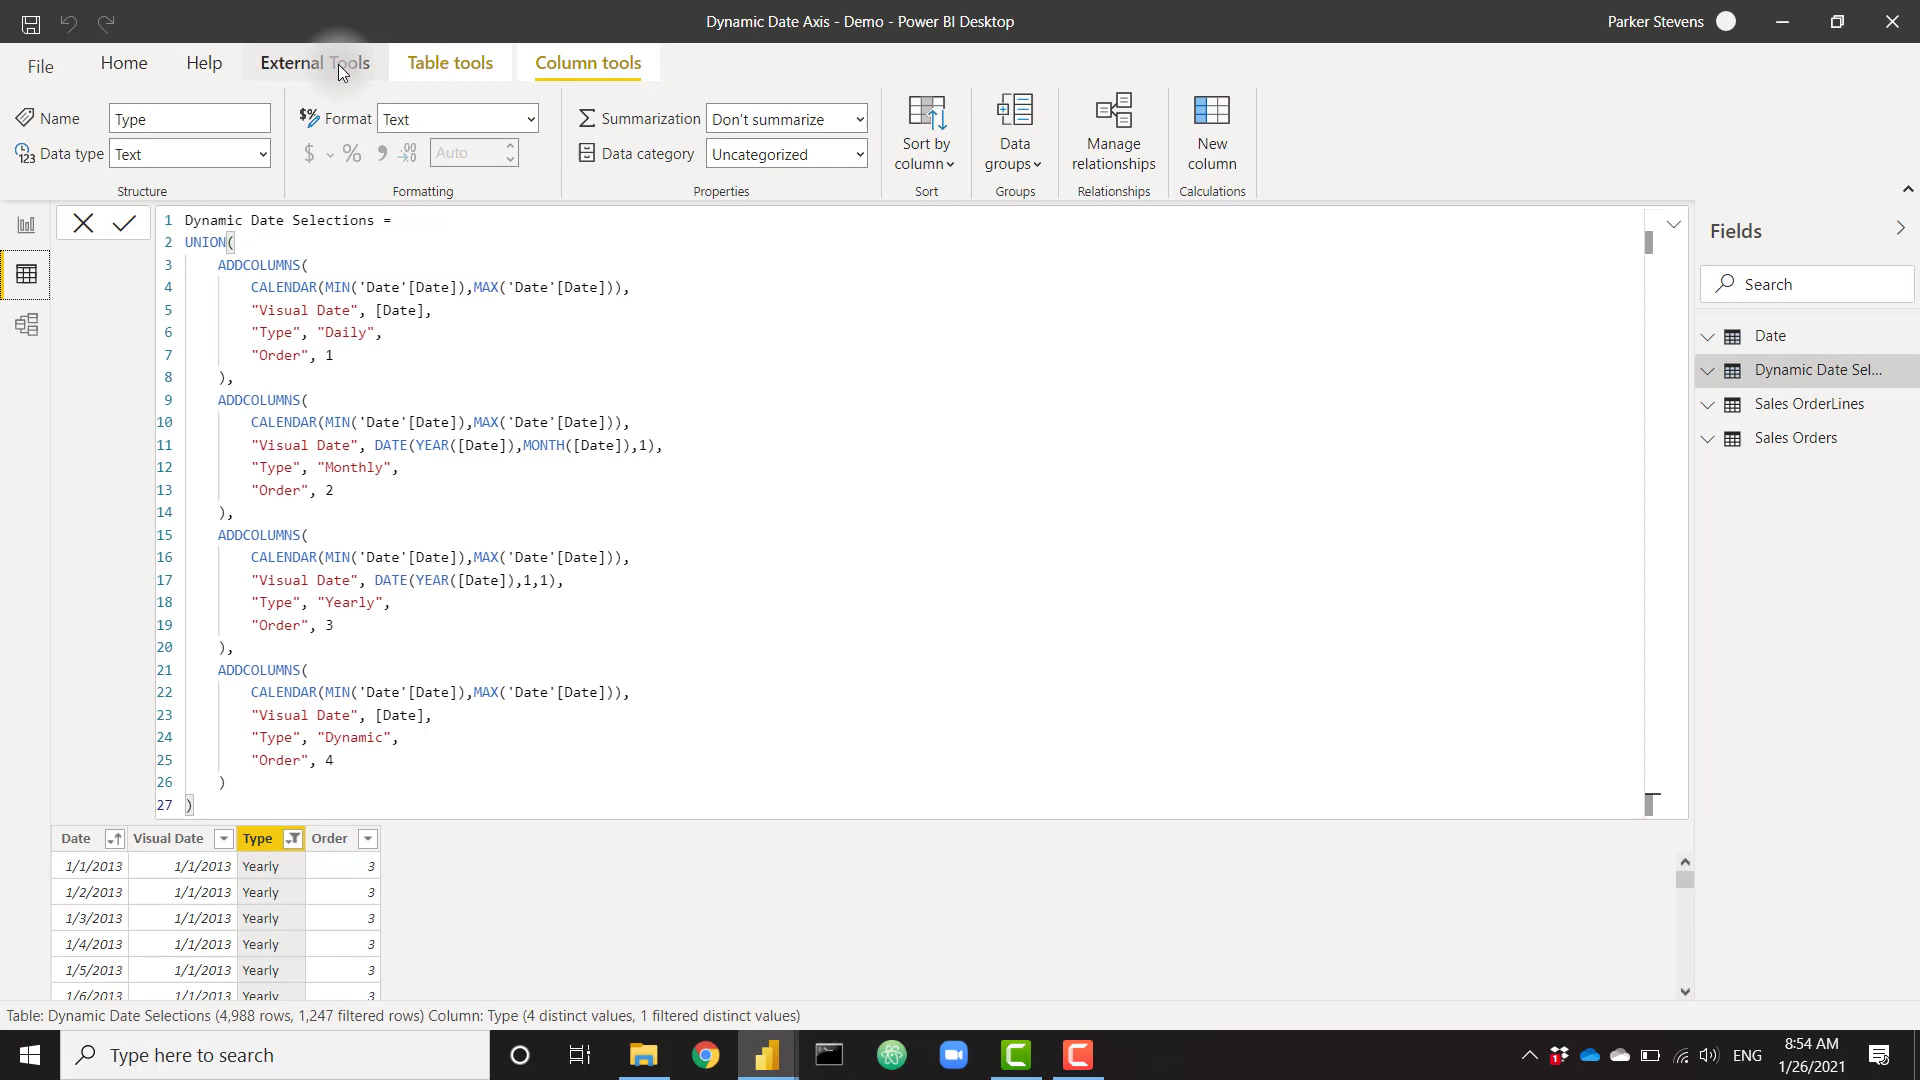 Dynamic Date Axis - Demo - Power BI Desktop
Parker Stevens
File
Home
Help
External Tools
Table tools
Column tools
Name
Type
Data type
Text
Structure
Format
Text
$ % 9 .00
Auto
Formatting
Summarization
Don't summarize
Data category
Uncategorized
Properties
Sort by
column
Sort
Data
groups
Groups
Manage
relationships
Relationships
New
column
Calculations
1 Dynamic Date Selections =
2 UNION(
3 ADDCOLUMNS(
4 CALENDAR(MIN('Date'[Date]),MAX('Date'[Date])),
5 "Visual Date", [Date],
6 "Type", "Daily",
7 "Order", 1
8 ),
9 ADDCOLUMNS(
10 CALENDAR(MIN('Date'[Date]),MAX('Date'[Date])),
11 "Visual Date", DATE(YEAR([Date]),MONTH([Date]),1),
12 "Type", "Monthly",
13 "Order", 2
14 ),
15 ADDCOLUMNS(
16 CALENDAR(MIN('Date'[Date]),MAX('Date'[Date])),
17 "Visual Date", DATE(YEAR([Date]),1,1),
18 "Type", "Yearly",
19 "Order", 3
20 ),
21 ADDCOLUMNS(
22 CALENDAR(MIN('Date'[Date]),MAX('Date'[Date])),
23 "Visual Date", [Date],
24 "Type", "Dynamic",
25 "Order", 4
26 )
27 )
Fields
Search
Date
Dynamic Date Sel...
Sales OrderLines
Sales Orders
Date Visual Date Type Order
1/1/2013 1/1/2013 Yearly 3
1/2/2013 1/1/2013 Yearly 3
1/3/2013 1/1/2013 Yearly 3
1/4/2013 1/1/2013 Yearly 3
1/5/2013 1/1/2013 Yearly 3
1/6/2013 1/1/2013 Yearly 3
Table: Dynamic Date Selections (4,988 rows, 1,247 filtered rows) Column: Type (4 distinct values, 1 filtered distinct values)
Type here to search
ENG
8:54 AM
1/26/2021